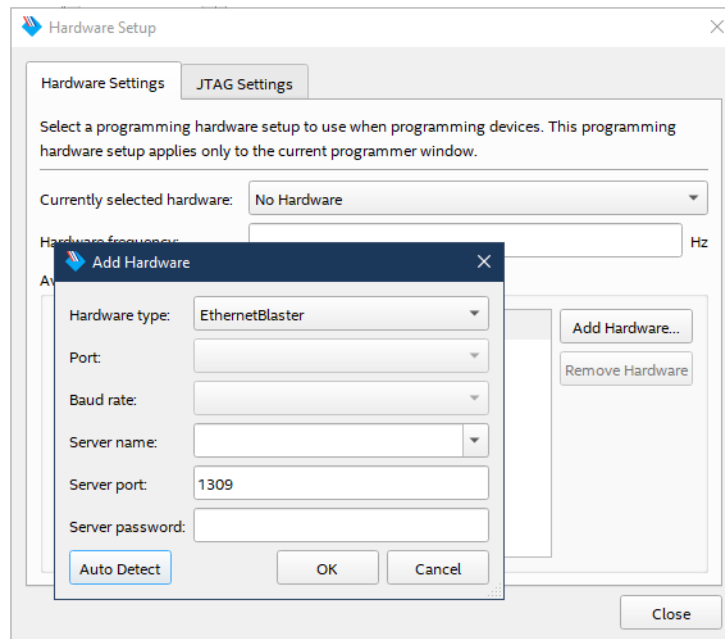 Hardware Setup
Hardware Settings
JTAG Settings
Select a programming hardware setup to use when programming devices. This programming
hardware setup applies only to the current programmer window.
Currently selected hardware: No Hardware
Hz
Add Hardware
Hardware type: EthernetBlaster
Add Hardware...
Port:
Remove Hardware
Baud rate:
Server name:
Server port: 1309
Server password:
Auto Detect
OK
Cancel
Close